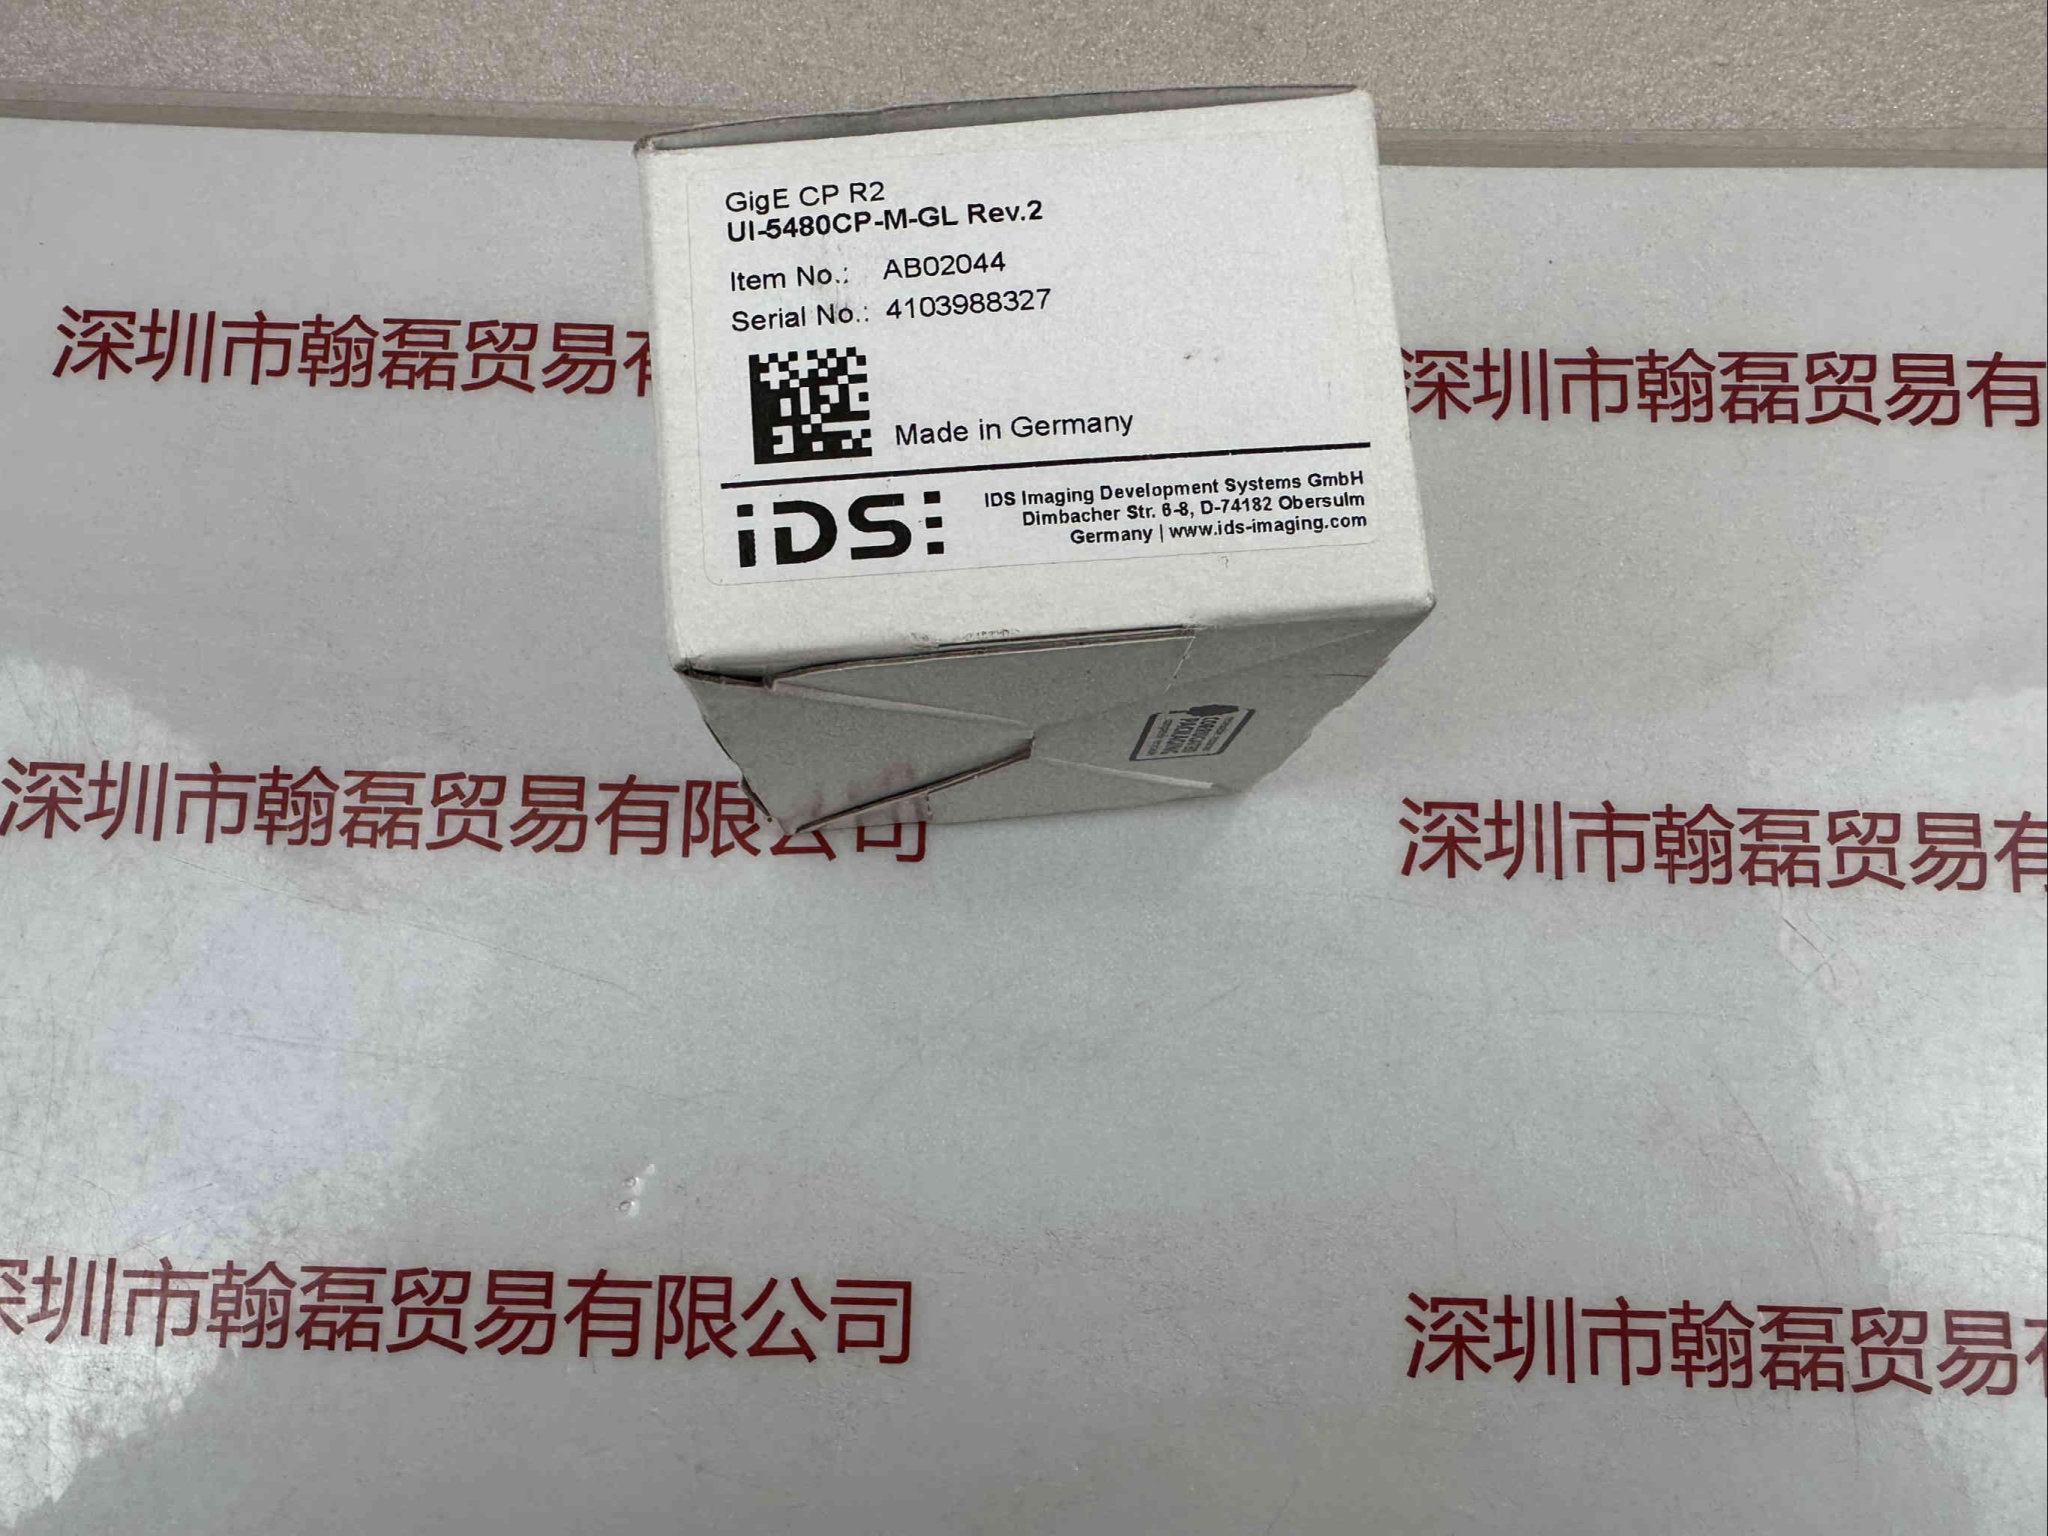 GigE CP R2
UI-5480CP-M-GL Rev.2
Item No.: AB02044
Serial No.: 4103988327
Made in Germany
IDS
IDS Imaging Development Systems GmbH
Dimbacher Str. 6-8, D-74182 Obersulm
Germany | www.ids-imaging.com
CORRUGATED
PACKAGING
深圳市翰磊贸易
深圳市翰磊贸易有
深圳市翰磊贸易有限公司
深圳市翰磊贸易有
深圳市翰磊贸易有限公司
深圳市翰磊贸易